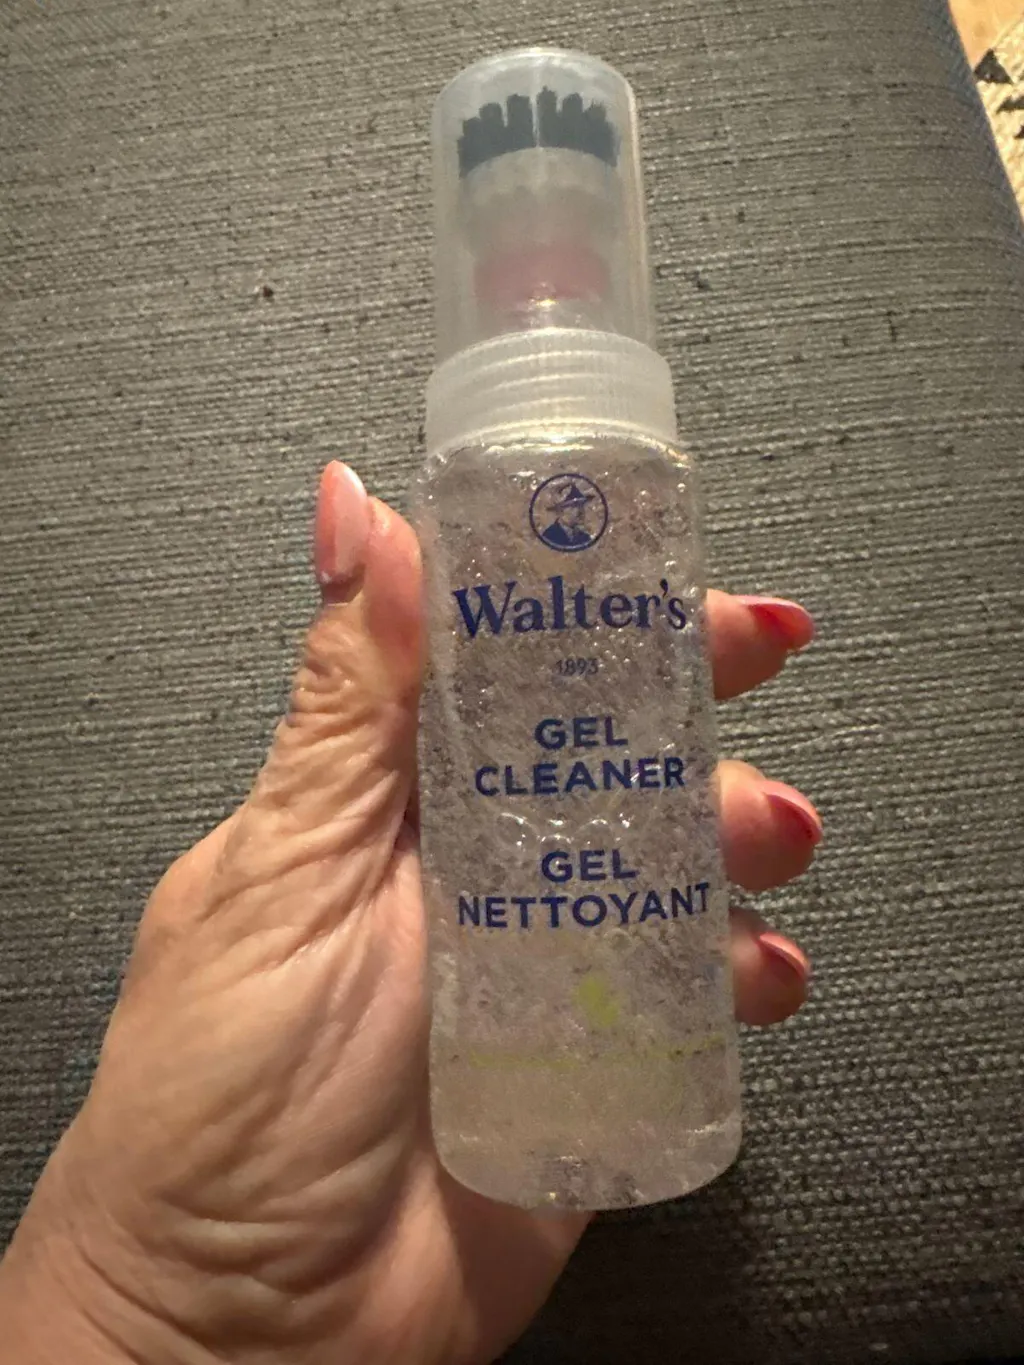 Walter's
1893
GEL
CLEANER
GEL
NETTOYANT